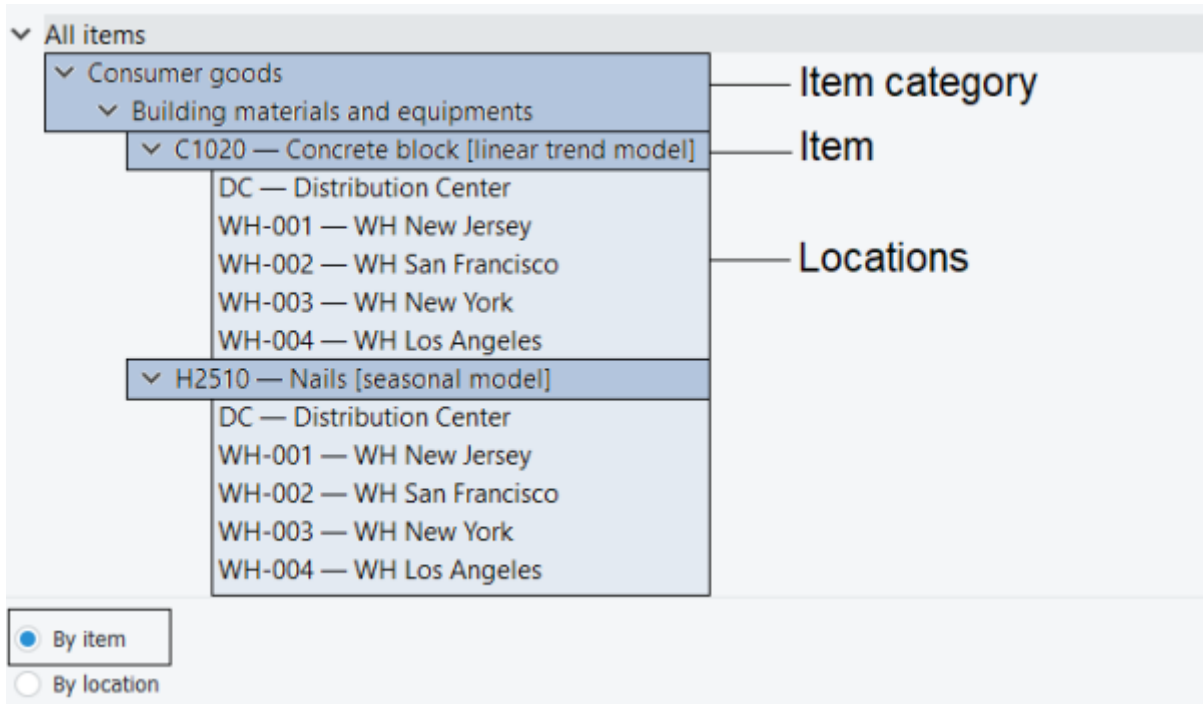 All items
Consumer goods
Item category
Building materials and equipments
C1020 — Concrete block [linear trend model]
Item
DC — Distribution Center
WH-001 — WH New Jersey
WH-002 — WH San Francisco
Locations
WH-003 — WH New York
WH-004 — WH Los Angeles
H2510 — Nails [seasonal model]
DC — Distribution Center
WH-001 — WH New Jersey
WH-002 — WH San Francisco
WH-003 — WH New York
WH-004 — WH Los Angeles
By item
By location